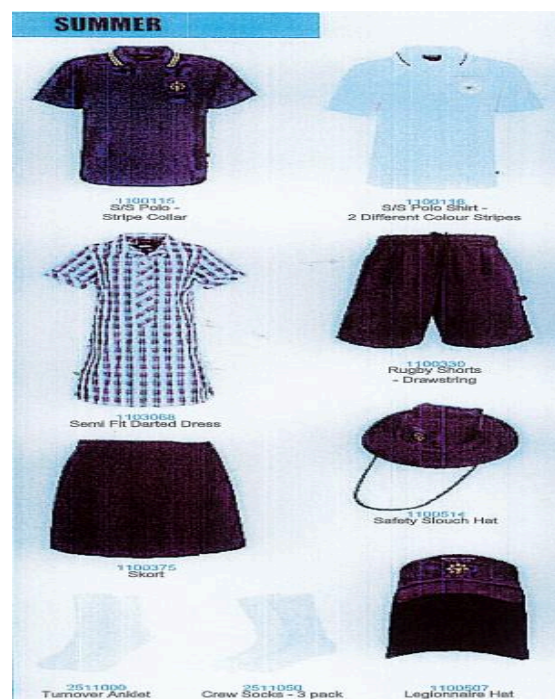 SUMMER
1100115
S/S Polo -
Stripe Collar
1100116
S/S Polo Shirt -
2 Different Colour Stripes
1103068
Semi Fit Darted Dress
1100330
Rugby Shorts
- Drawstring
1100514
Safety Slouch Hat
1100375
Skort
2511000
Turnover Anklet
2511050
Crew Socks - 3 pack
1100507
Legionnaire Hat